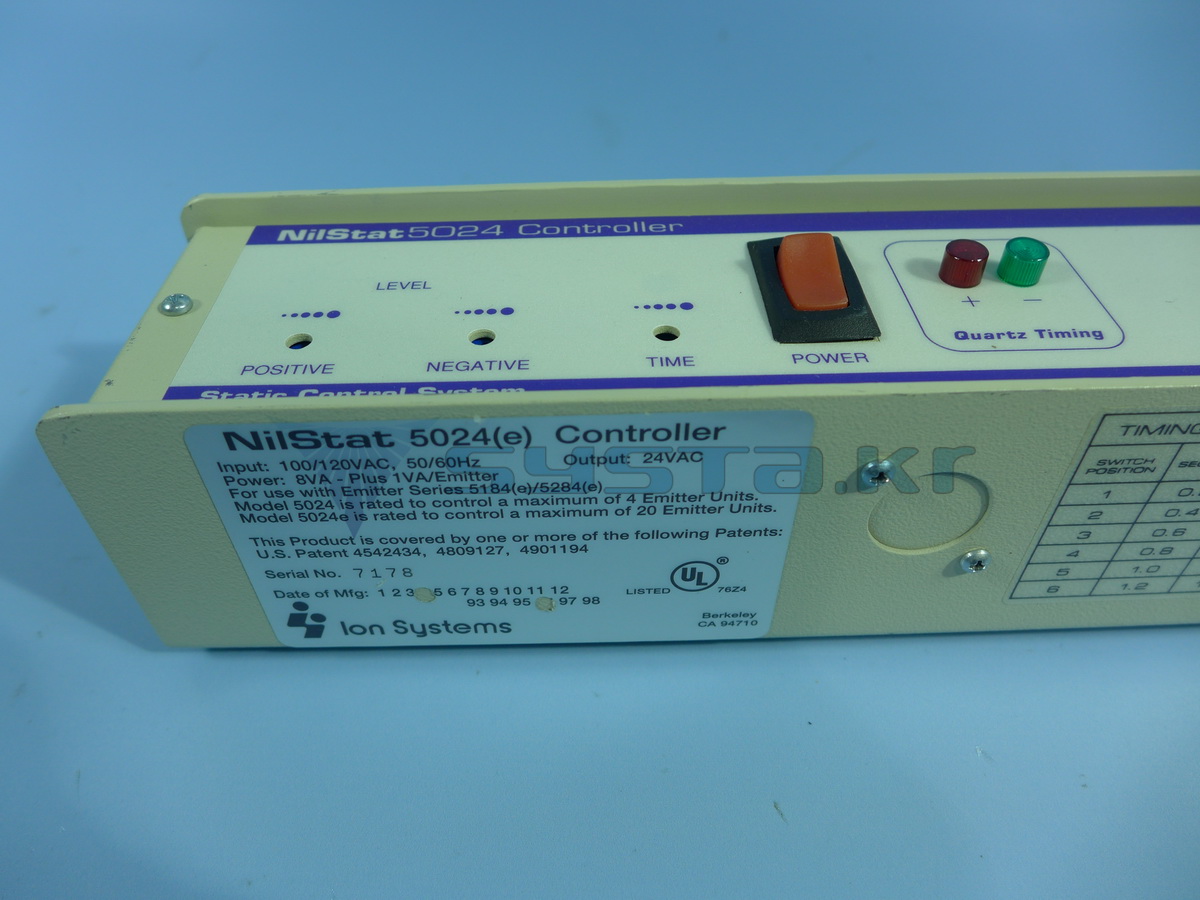 NilStat 5024 Controller
LEVEL
POSITIVE
NEGATIVE
TIME
POWER
+ −
Quartz Timing
Static Control System
NilStat 5024(e) Controller
Input: 100/120VAC, 50/60Hz Output: 24VAC
Power: 8VA - Plus 1VA/Emitter
For use with Emitter Series 5184(e)/5284(e)
Model 5024 is rated to control a maximum of 4 Emitter Units.
Model 5024e is rated to control a maximum of 20 Emitter Units.
This Product is covered by one or more of the following Patents:
U.S. Patent 4542434, 4809127, 4901194
Serial No. 7178
Date of Mfg: 1 2 3 5 6 7 8 9 10 11 12
93 94 95 97 98
LISTED UL ® 76Z4
Ion Systems
Berkeley
CA 94710
systa.kr
SWITCH
POSITION
1
2 0.4
3 0.6
4 0.8
5 1.0
6 1.2